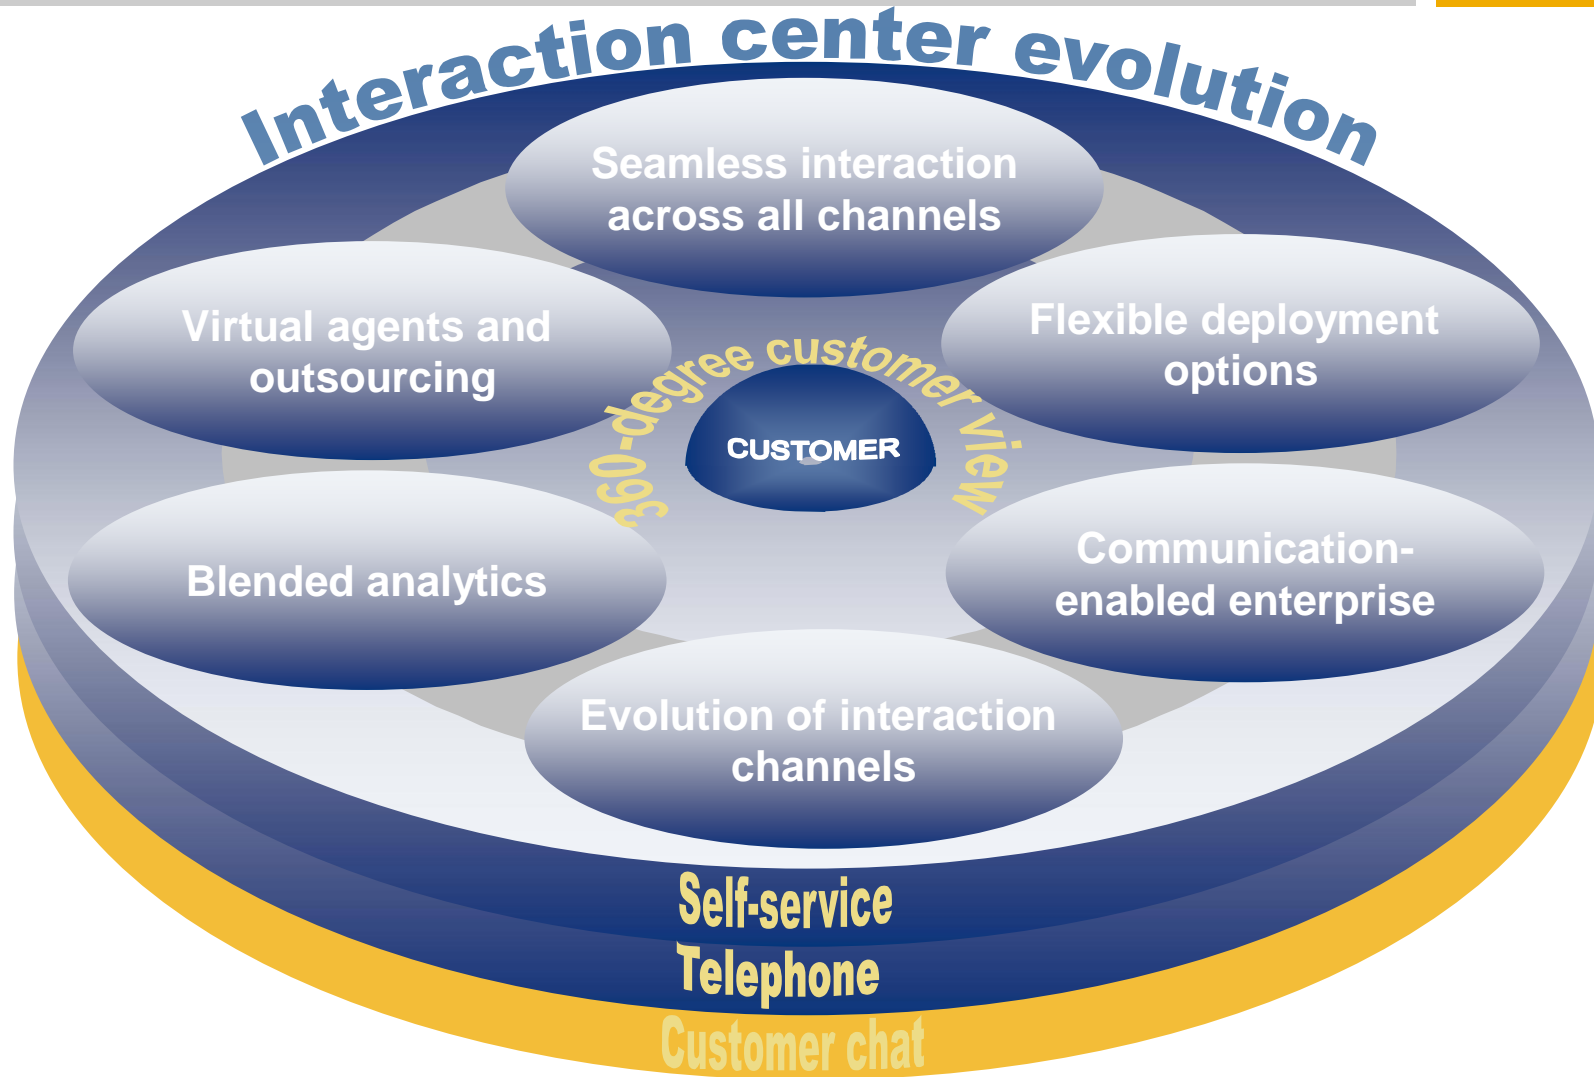 Interaction center evolution
Seamless interaction
across all channels
Virtual agents and
outsourcing
Flexible deployment
options
360-degree customer view
CUSTOMER
Blended analytics
Communication-
enabled enterprise
Evolution of interaction
channels
Self-service
Telephone
Customer chat